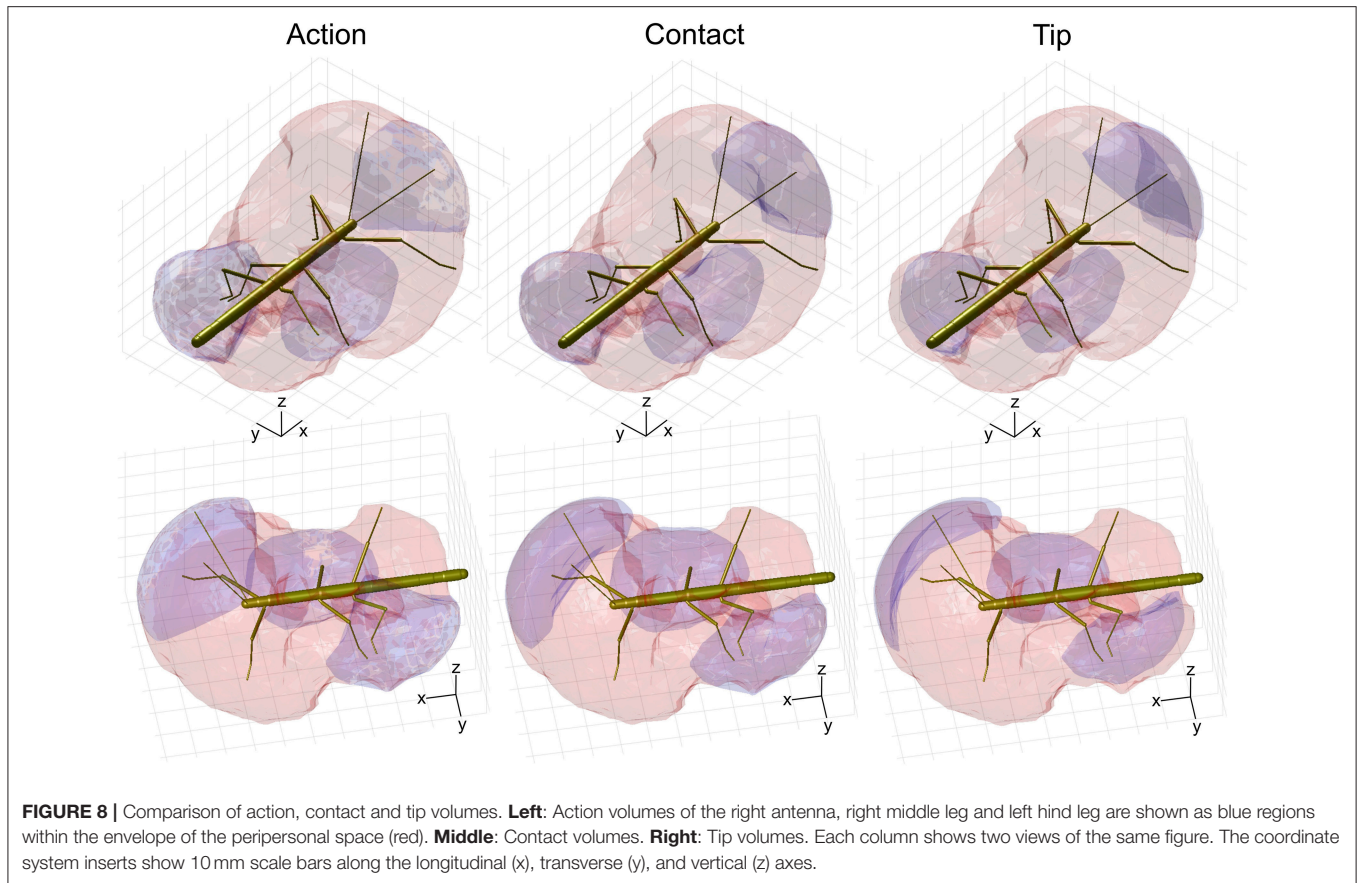 Action Contact Tip
z z z
y x y x y x
z z z
x x x
y y y
FIGURE 8 | Comparison of action, contact and tip volumes. Left: Action volumes of the right antenna, right middle leg and left hind leg are shown as blue regions
within the envelope of the peripersonal space (red). Middle: Contact volumes. Right: Tip volumes. Each column shows two views of the same figure. The coordinate
system inserts show 10 mm scale bars along the longitudinal (x), transverse (y), and vertical (z) axes.